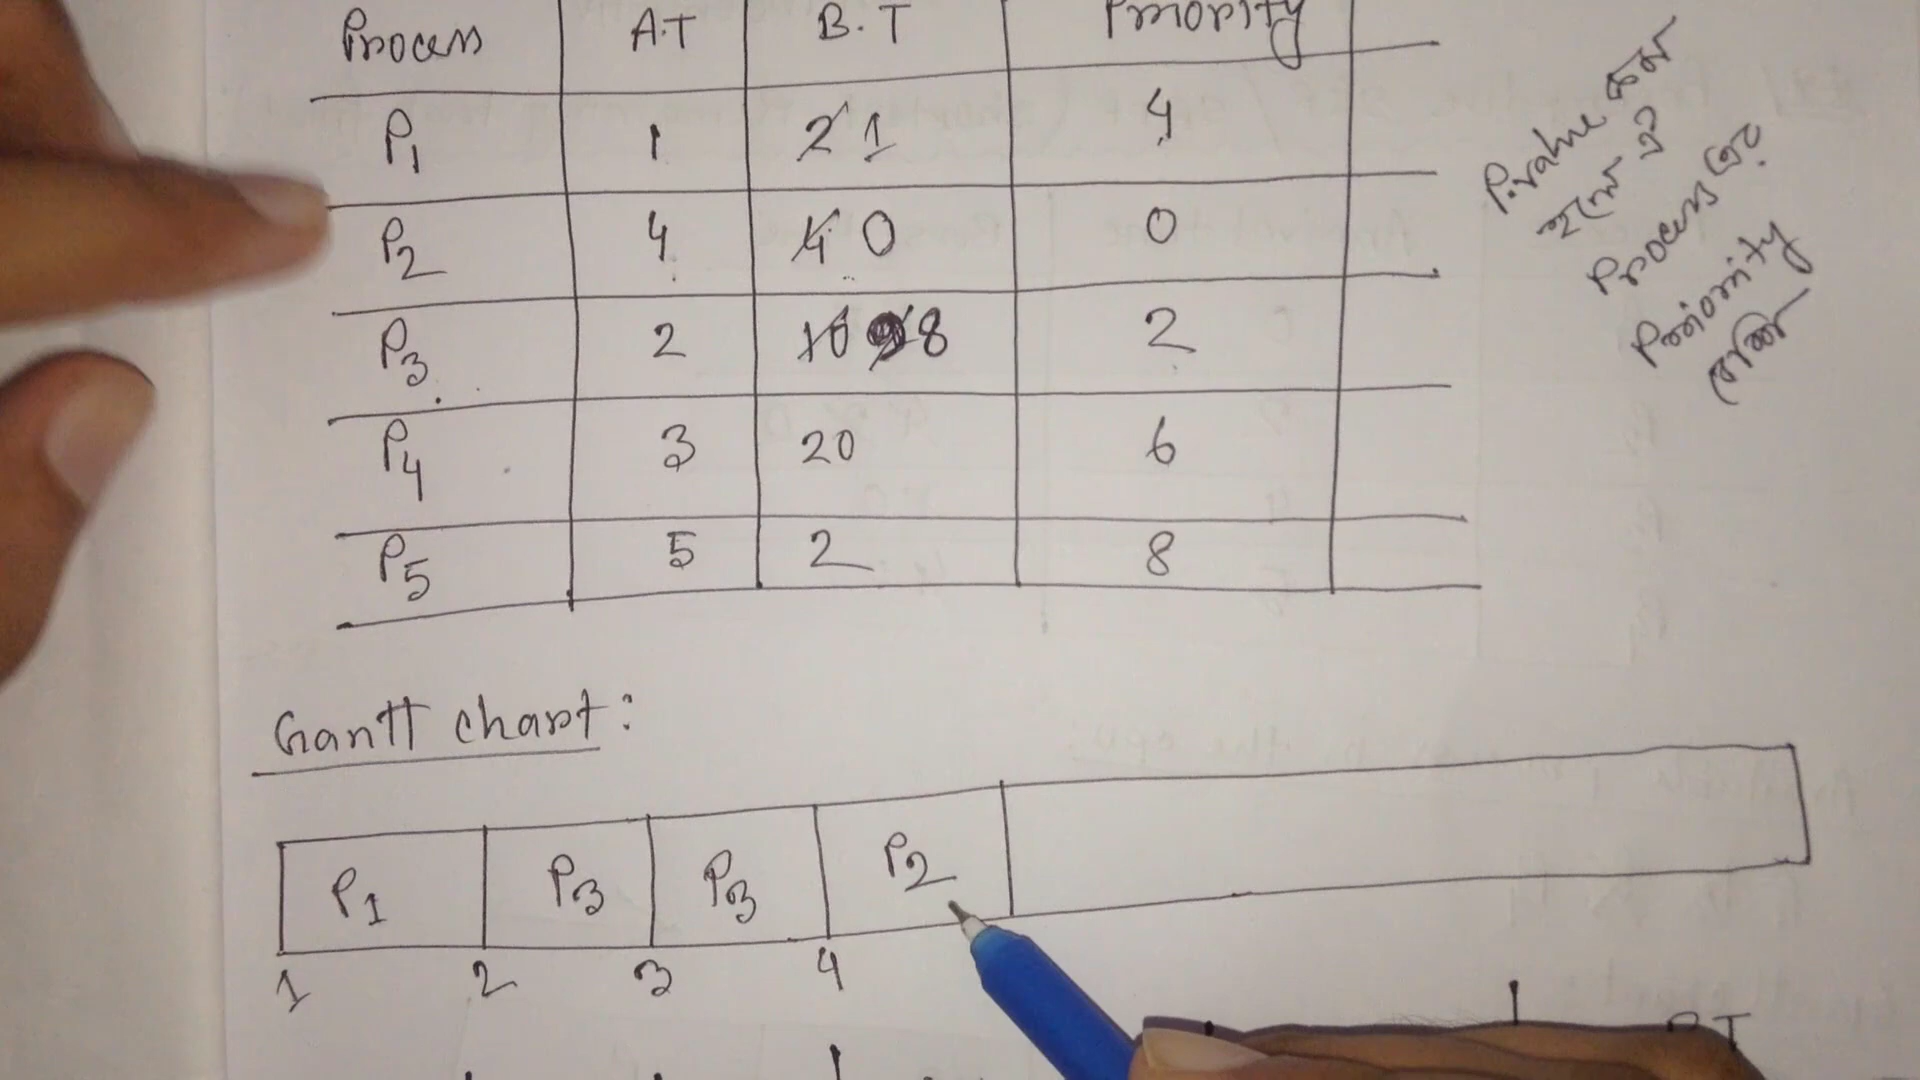 Process A.T B.T Priority
P1 1 2 1 4
P2 4 4 0 0
P3 2 10 9 8 2
P4 3 20 6
P5 5 2 8
P.value কম
হলে ঐ
Process এর
Priority
বেশি
Gantt chart:
P1 P3 P3 P2
1 2 3 4